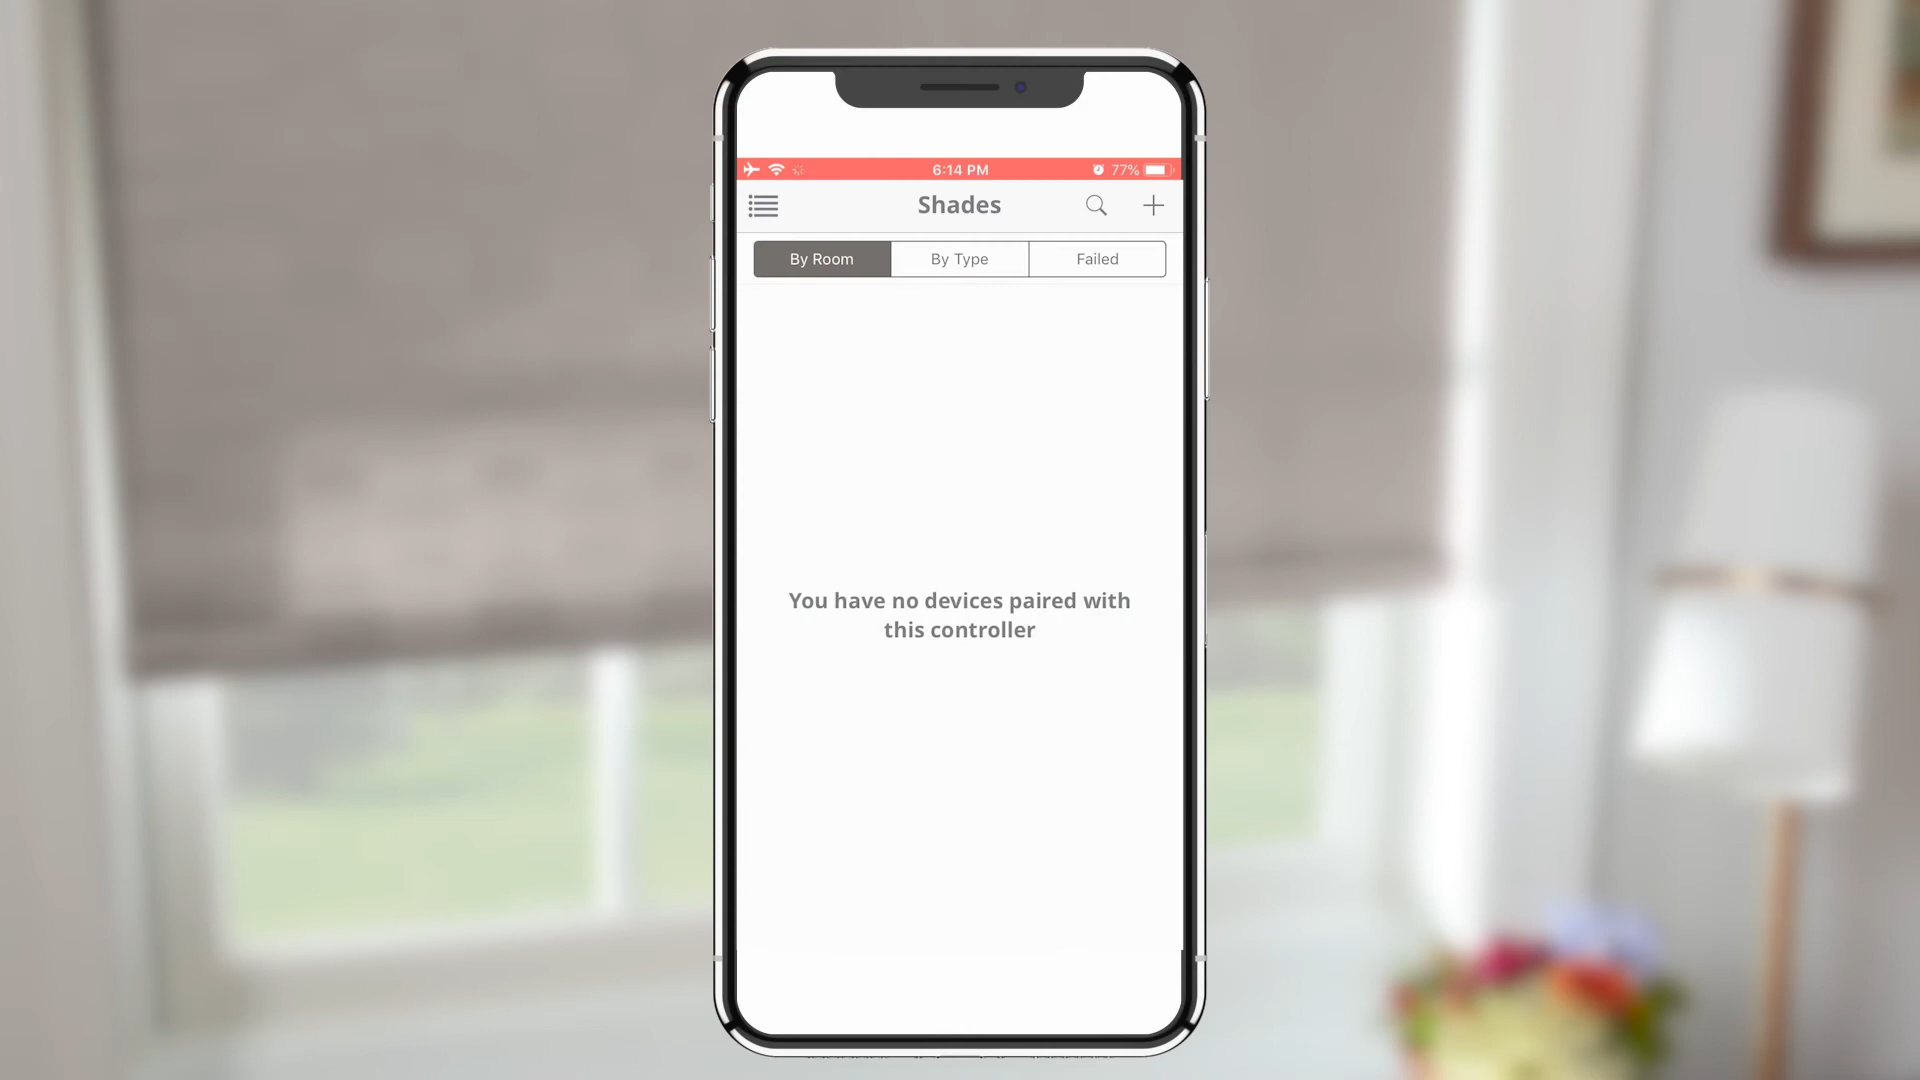 6:14 PM
77%
Shades
By Room
By Type
Failed
You have no devices paired with
this controller